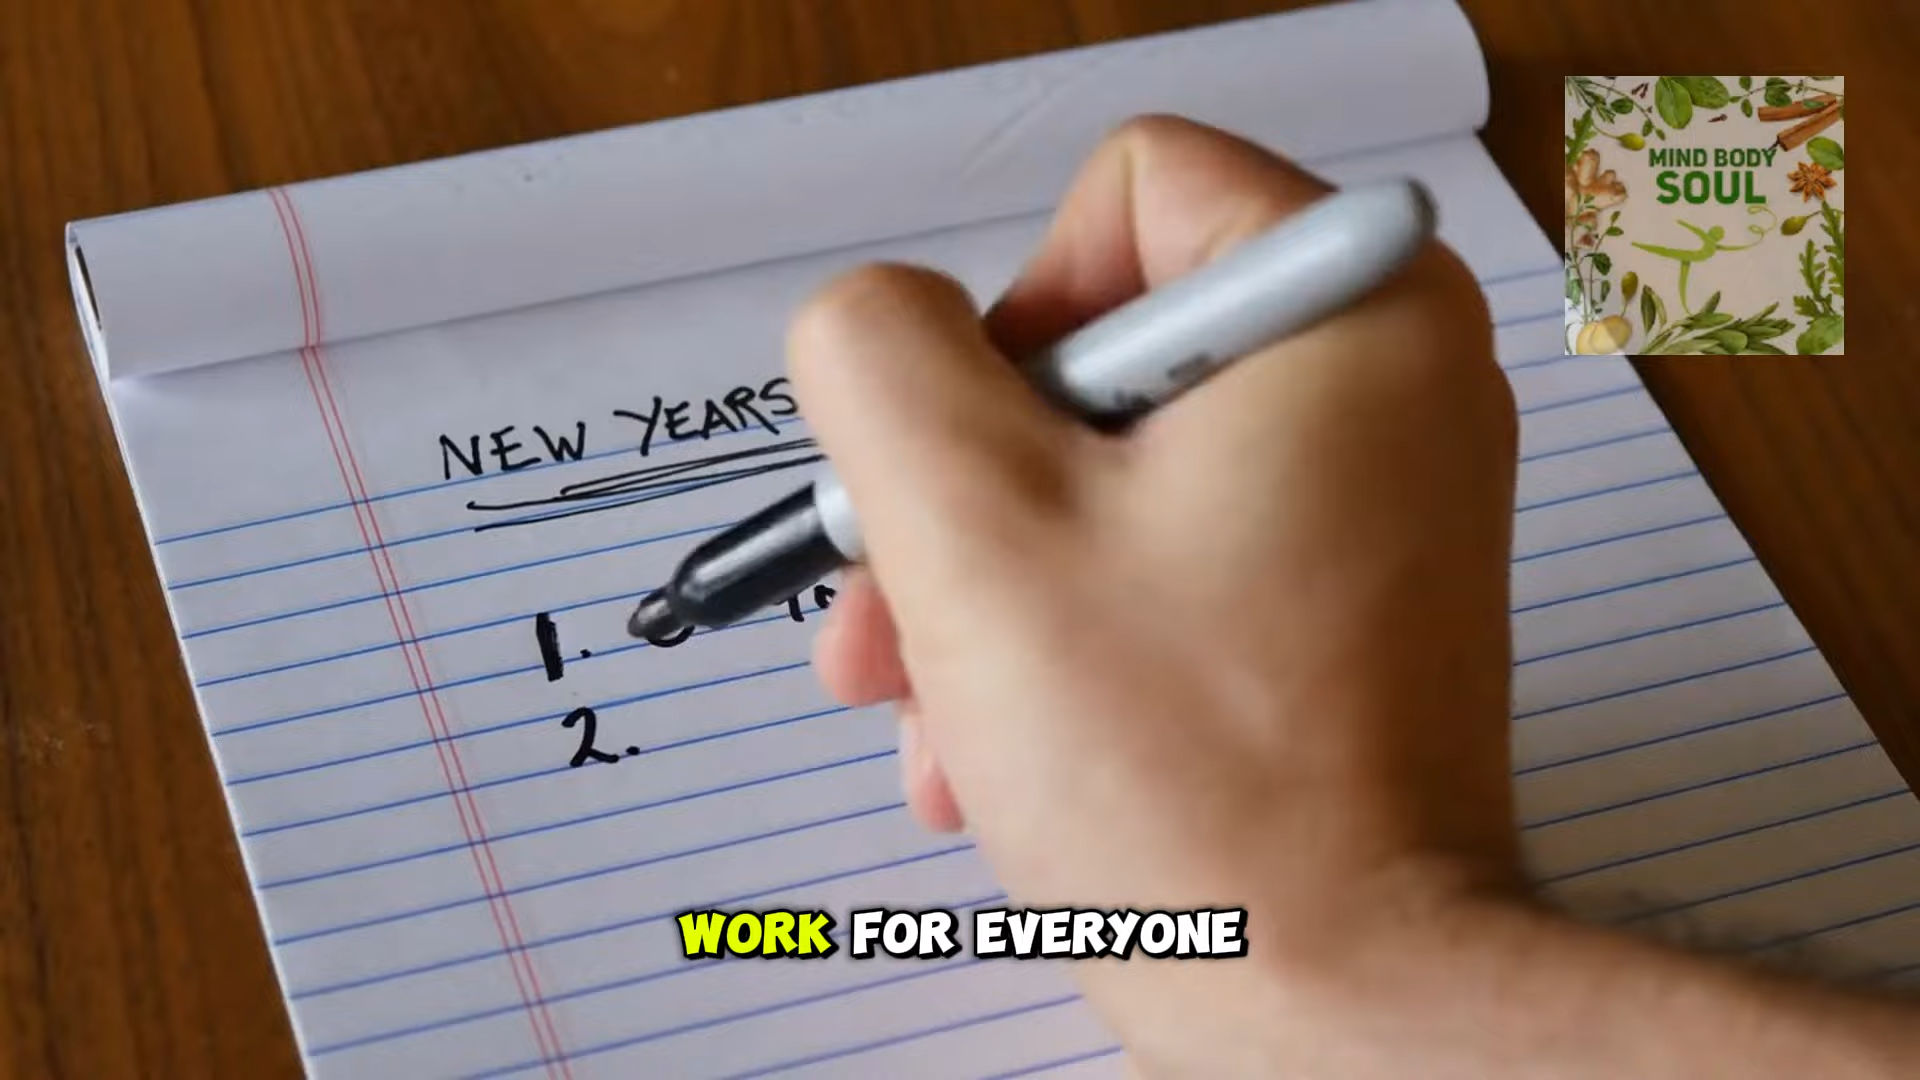 NEW YEARS
1.
2.
MIND BODY
SOUL
WORK FOR EVERYONE